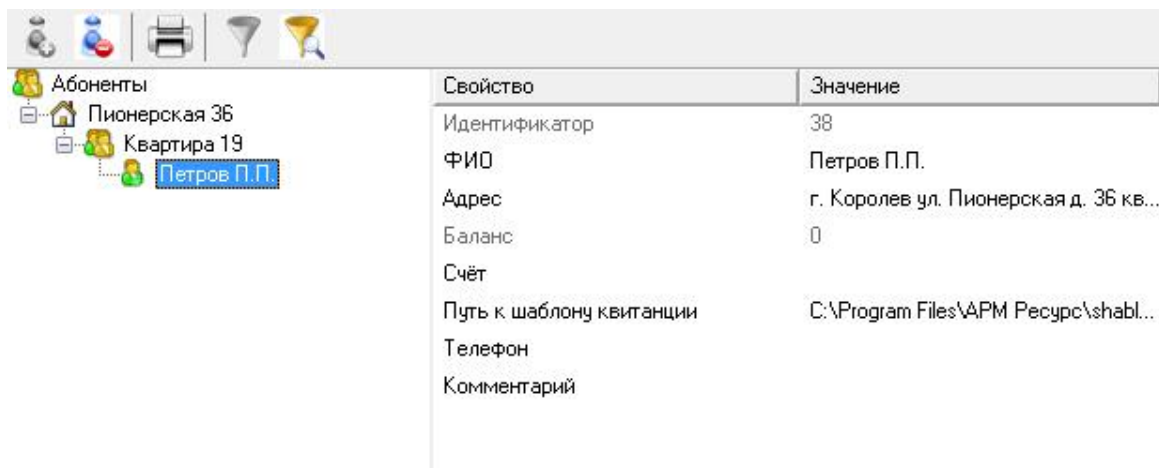 Абоненты
Пионерская 36
Квартира 19
Петров П.П.
Свойство Значение
Идентификатор 38
ФИО Петров П.П.
Адрес г. Королев ул. Пионерская д. 36 кв...
Баланс 0
Счёт
Путь к шаблону квитанции C:\Program Files\АРМ Ресурс\shabl...
Телефон
Комментарий